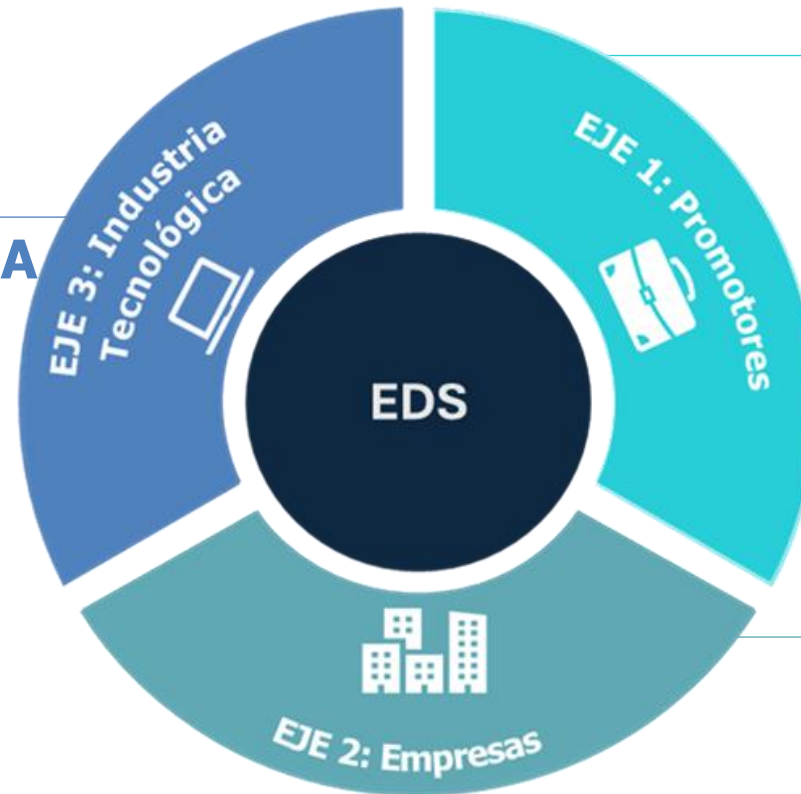 EJE 1: Promotores
EJE 3: Industria
Tecnológica
A
EDS
EJE 2: Empresas